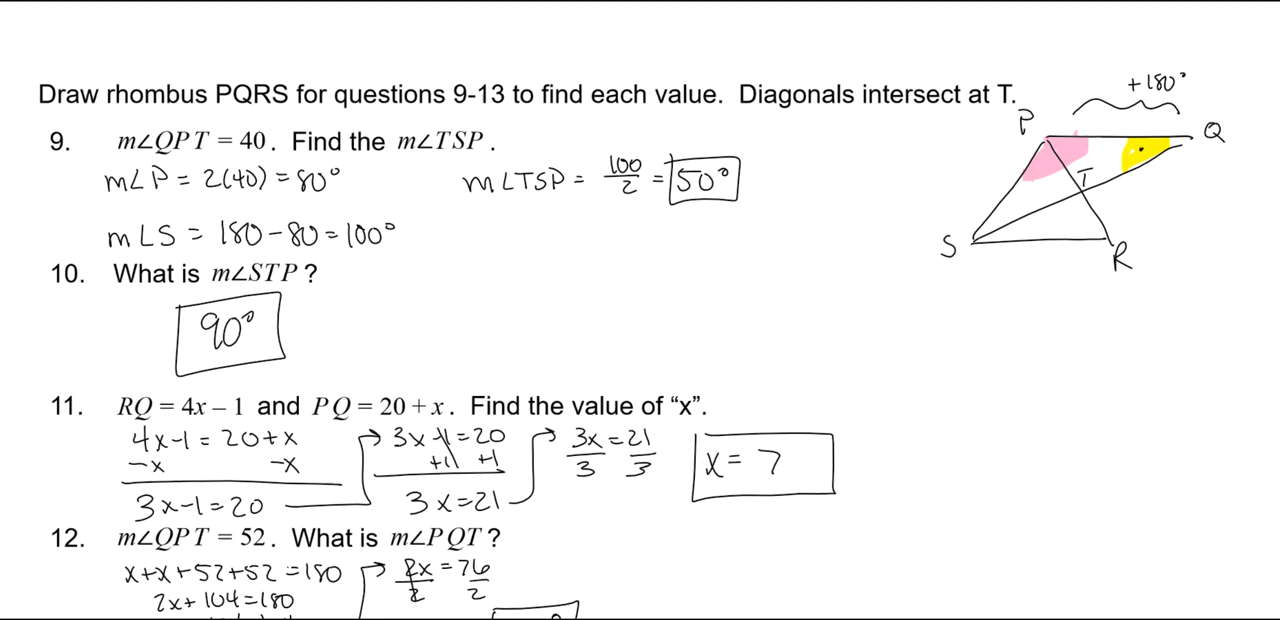 +180°
Draw rhombus PQRS for questions 9-13 to find each value. Diagonals intersect at T.
P
Q
T
S
R
9. m∠QPT = 40. Find the m∠TSP.
m∠P = 2(40) = 80° m∠TSP = 100/2 = 50°
m∠S = 180 - 80 = 100°
10. What is m∠STP?
90°
11. RQ = 4x – 1 and PQ = 20 + x. Find the value of “x”.
4x-1 = 20+x 3x-1=20 3x=21 x = 7
-x -x +1 +1 3 3
3x-1=20 3x=21
12. m∠QPT = 52. What is m∠PQT?
x+x+52+52=180 2x=76
2x+104=180 2 2